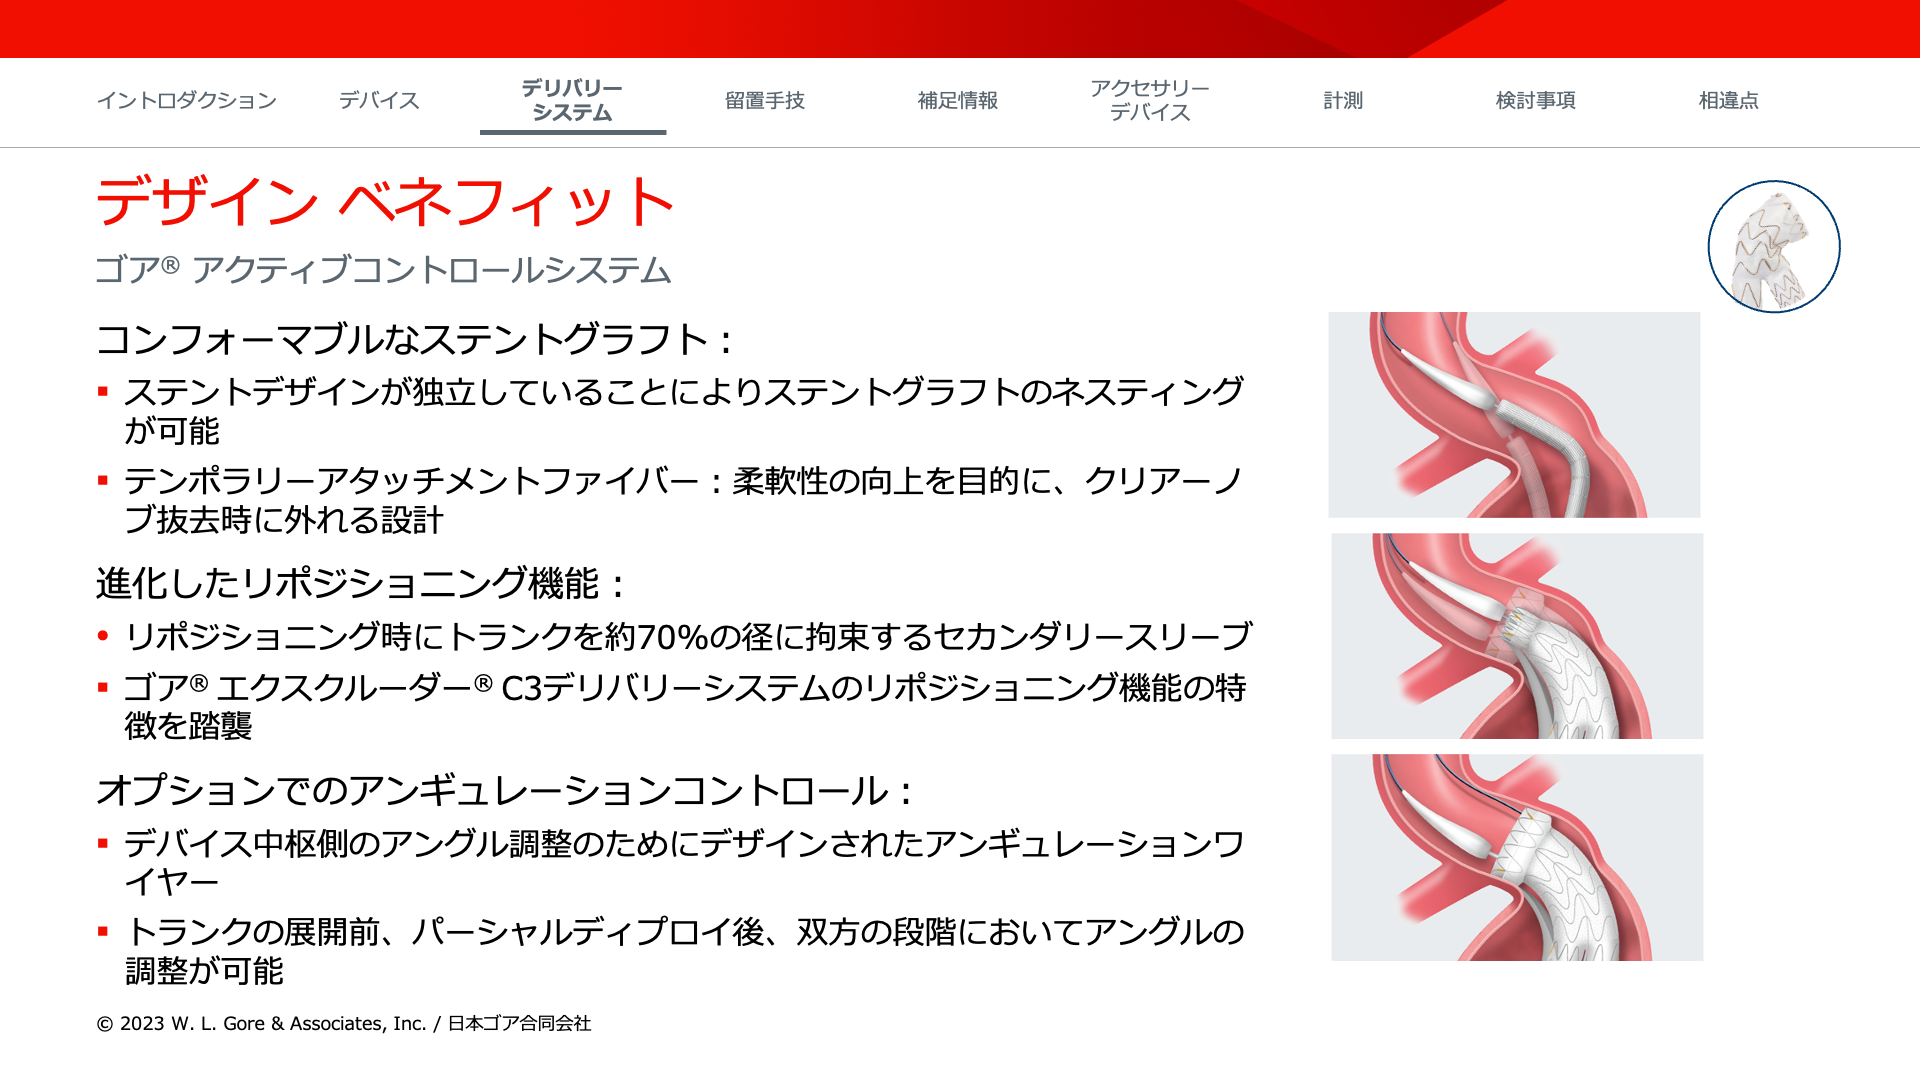 イントロダクション
デバイス
デリバリー
システム
留置手技
補足情報
アクセサリー
デバイス
計測
検討事項
相違点
デザイン ベネフィット
ゴア® アクティブコントロールシステム
コンフォーマブルなステントグラフト：
ステントデザインが独立していることによりステントグラフトのネスティング
が可能
テンポラリーアタッチメントファイバー：柔軟性の向上を目的に、クリアーノ
ブ抜去時に外れる設計
進化したリポジショニング機能：
リポジショニング時にトランクを約70%の径に拘束するセカンダリースリーブ
ゴア® エクスクルーダー® C3デリバリーシステムのリポジショニング機能の特
徴を踏襲
オプションでのアンギュレーションコントロール：
デバイス中枢側のアングル調整のためにデザインされたアンギュレーションワ
イヤー
トランクの展開前、パーシャルディプロイ後、双方の段階においてアングルの
調整が可能
© 2023 W. L. Gore & Associates, Inc. / 日本ゴア合同会社